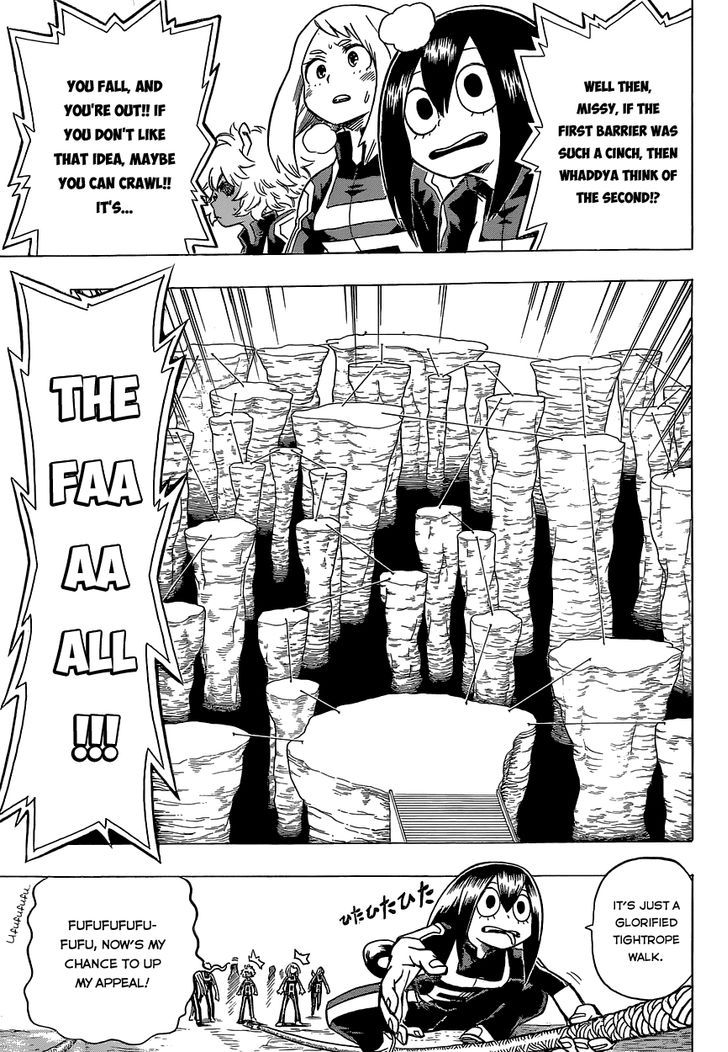 WELL THEN,
MISSY, IF THE
FIRST BARRIER WAS
SUCH A CINCH, THEN
WHADDYA THINK OF
THE SECOND!?
YOU FALL, AND
YOU'RE OUT!! IF
YOU DON'T LIKE
THAT IDEA, MAYBE
YOU CAN CRAWL!!
IT'S...
THE
FAA
AA
ALL
!!!
IT'S JUST A
GLORIFIED
TIGHTROPE
WALK.
ひたひたひた
FUFUFUFUFU-
FUFU, NOW'S MY
CHANCE TO UP
MY APPEAL!
UFUFUFUFU